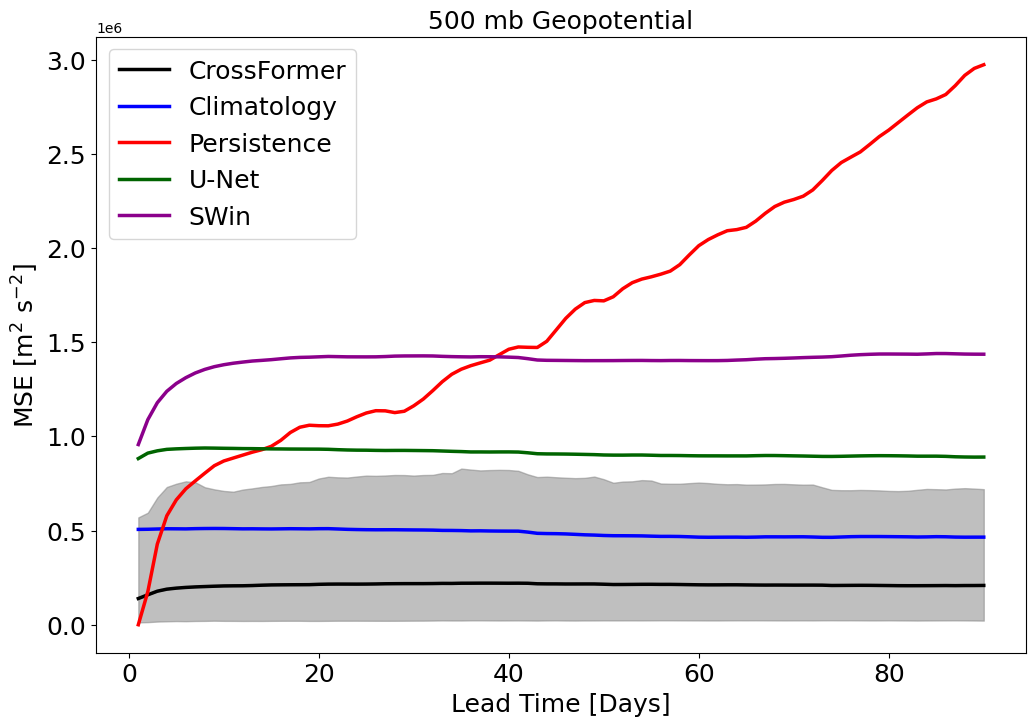 500 mb Geopotential
1e6
3.0
2.5
2.0
1.5
1.0
0.5
0.0
MSE [m² s⁻²]
CrossFormer
Climatology
Persistence
U-Net
SWin
0 20 40 60 80
Lead Time [Days]